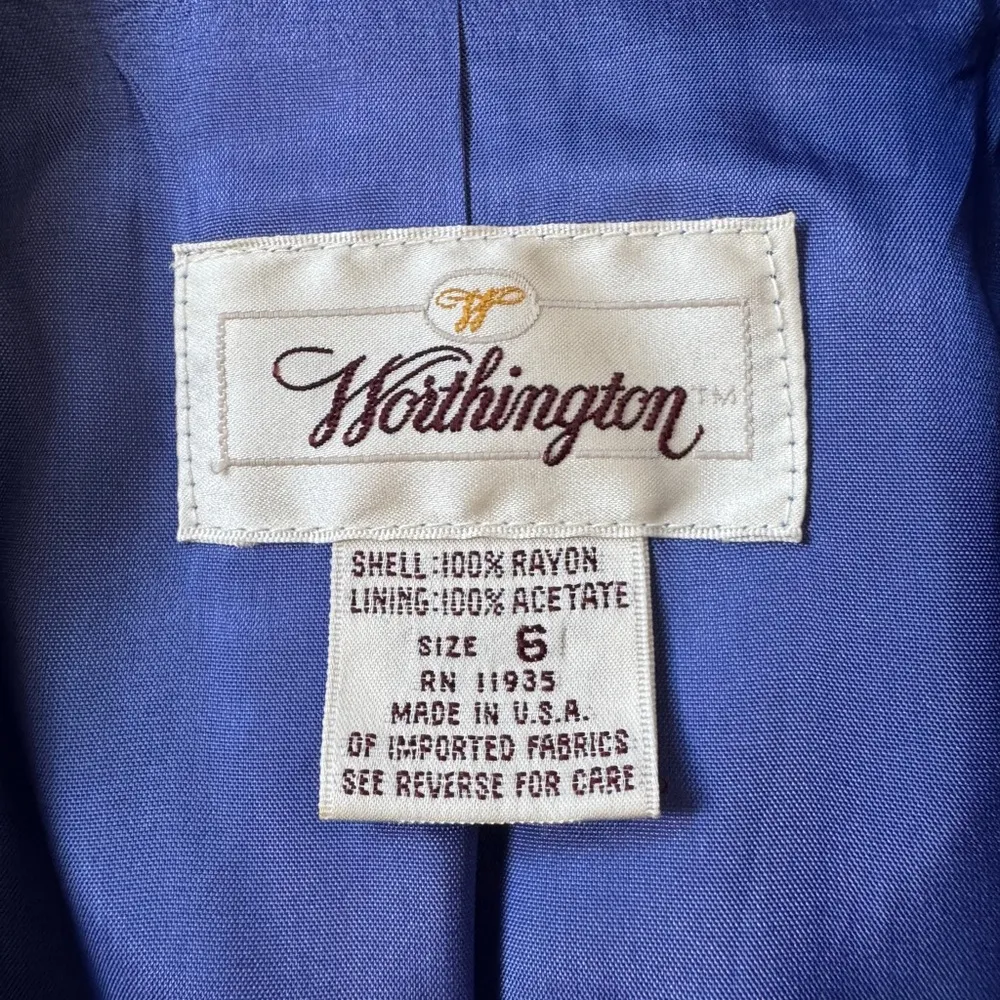 W
Worthington™
SHELL:100% RAYON
LINING:100% ACETATE
SIZE 6
RN 11935
MADE IN U.S.A.
OF IMPORTED FABRICS
SEE REVERSE FOR CARE